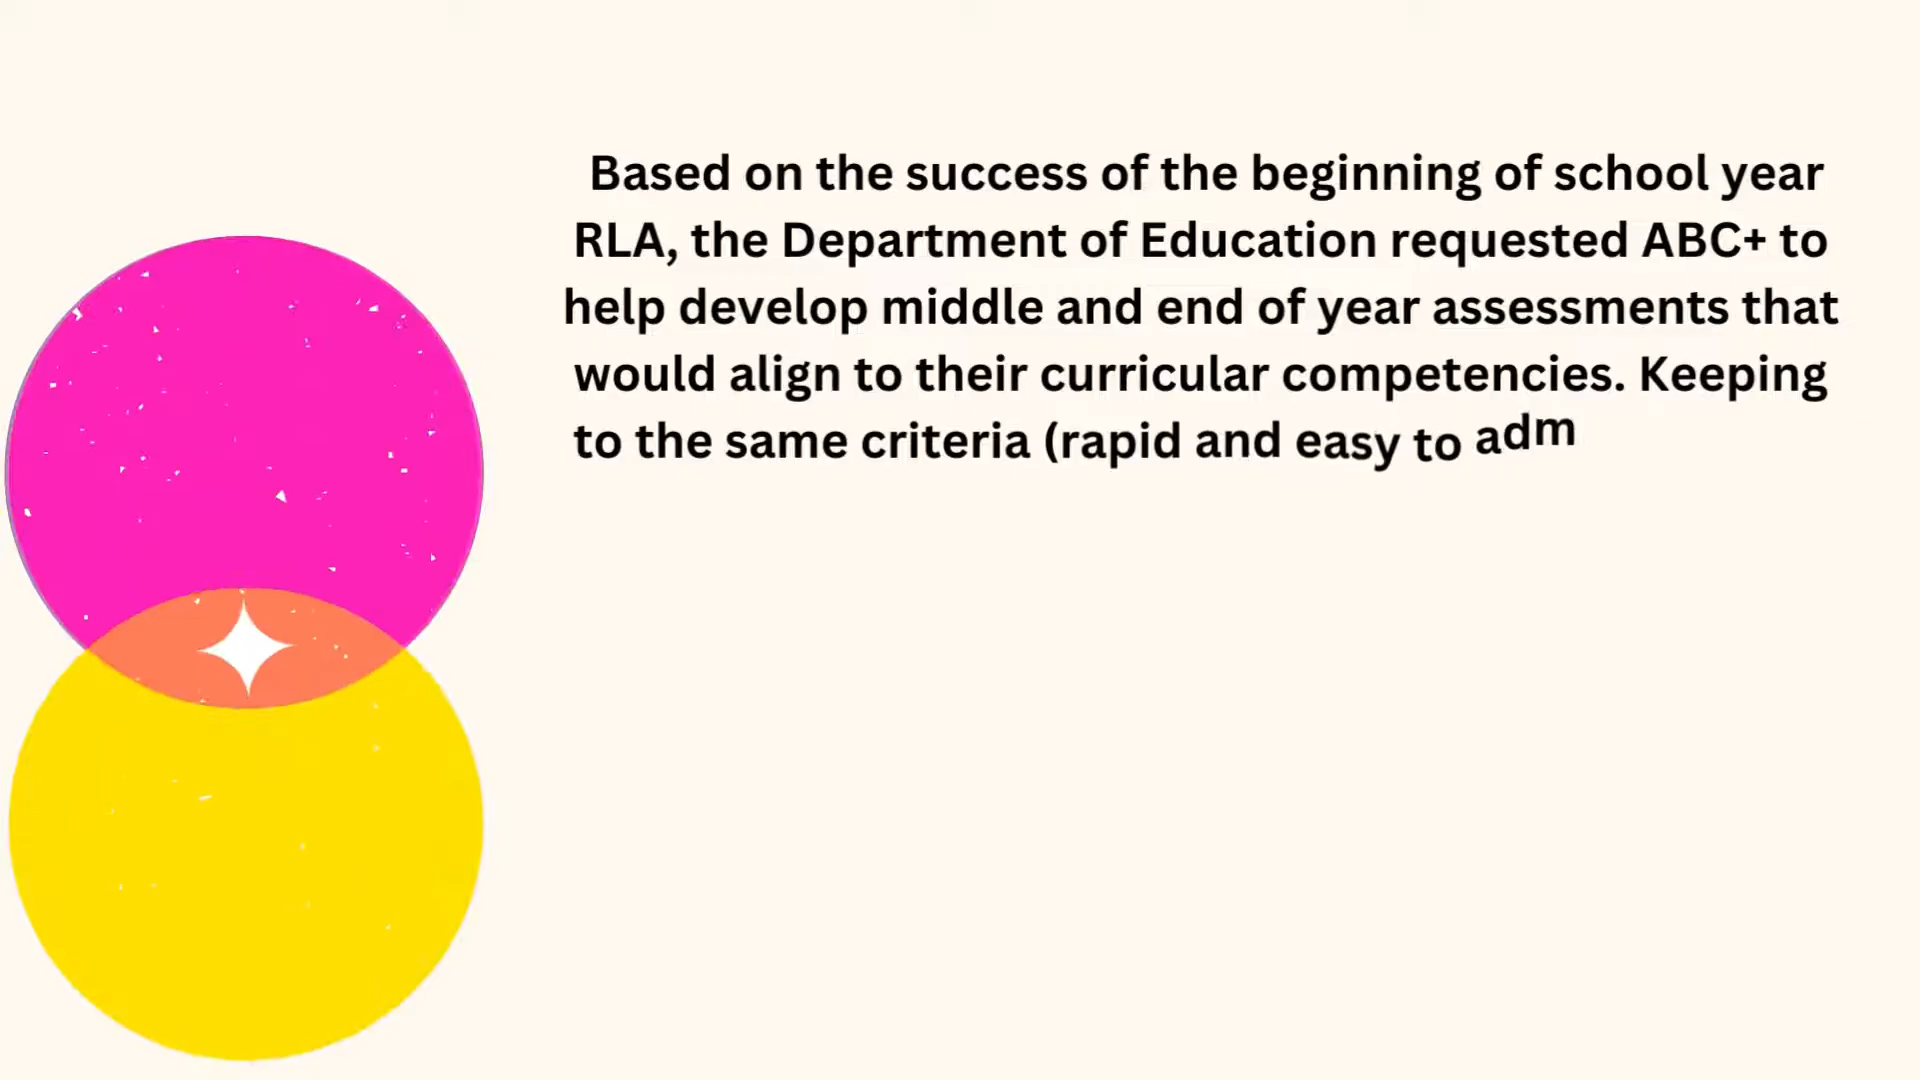 Based on the success of the beginning of school year
RLA, the Department of Education requested ABC+ to
help develop middle and end of year assessments that
would align to their curricular competencies. Keeping
to the same criteria (rapid and easy to adm